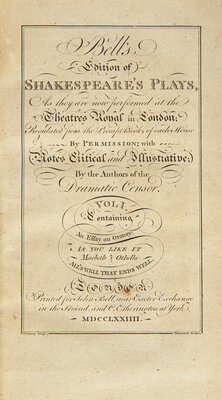 Bell's
Edition of
SHAKESPEARE'S PLAYS,
As they are now performed at the
Theatres Royal in London;
Regulated from the Prompt Books of each House
By PERMISSION; with
Notes Critical and Illustrative;
By the Authors of the
Dramatic Censor.
VOL I.
Containing,
An Essay on Oratory.
AS YOU LIKE IT
Macbeth & Othello
ALL'S WELL THAT ENDS WELL.
LONDON
Printed for John Bell, near Exeter Exchange
in the Strand, and C. Etherington at York.
MDCCLXXIIII.